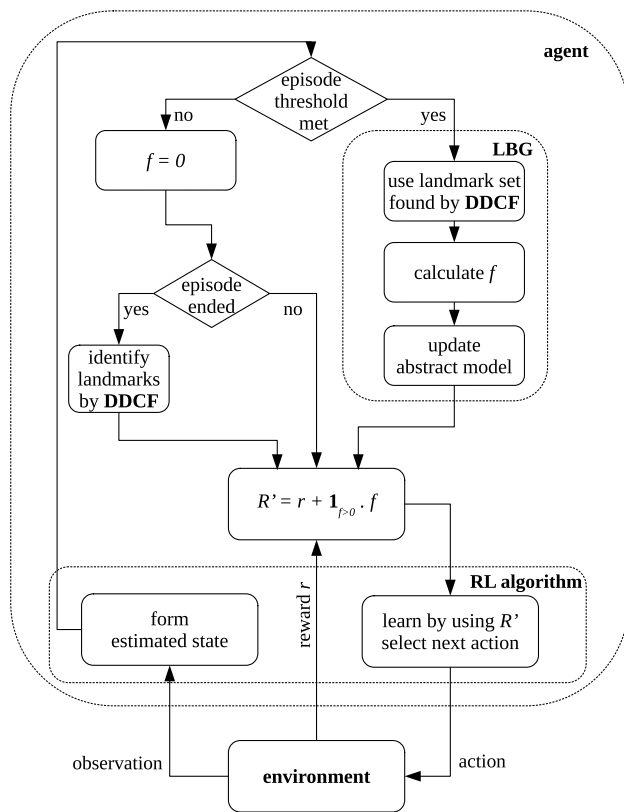 agent
episode
threshold
met
no
yes
f = 0
LBG
use landmark set
found by DDCF
calculate f
update
abstract model
episode
ended
yes
no
identify
landmarks
by DDCF
R’ = r + 1f>0 . f
RL algorithm
form
estimated state
reward r
learn by using R’
select next action
observation
action
environment